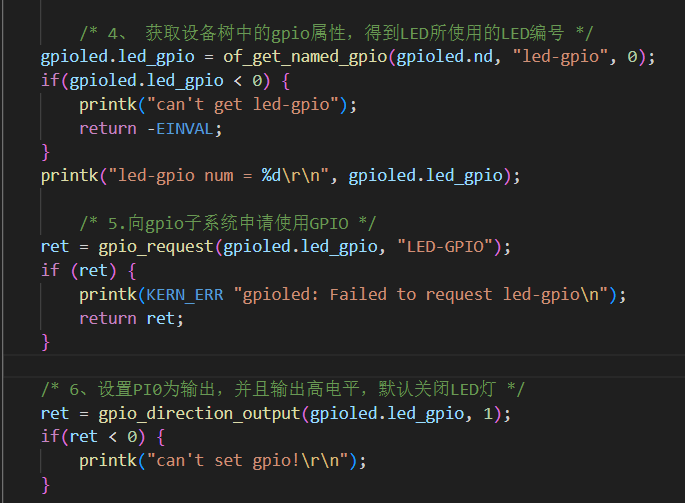 /* 4、 获取设备树中的gpio属性，得到LED所使用的LED编号 */
gpioled.led_gpio = of_get_named_gpio(gpioled.nd, "led-gpio", 0);
if(gpioled.led_gpio < 0) {
printk("can't get led-gpio");
return -EINVAL;
}
printk("led-gpio num = %d\r\n", gpioled.led_gpio);
/* 5.向gpio子系统申请使用GPIO */
ret = gpio_request(gpioled.led_gpio, "LED-GPIO");
if (ret) {
printk(KERN_ERR "gpioled: Failed to request led-gpio\n");
return ret;
}
/* 6、设置PI0为输出，并且输出高电平，默认关闭LED灯 */
ret = gpio_direction_output(gpioled.led_gpio, 1);
if(ret < 0) {
printk("can't set gpio!\r\n");
}